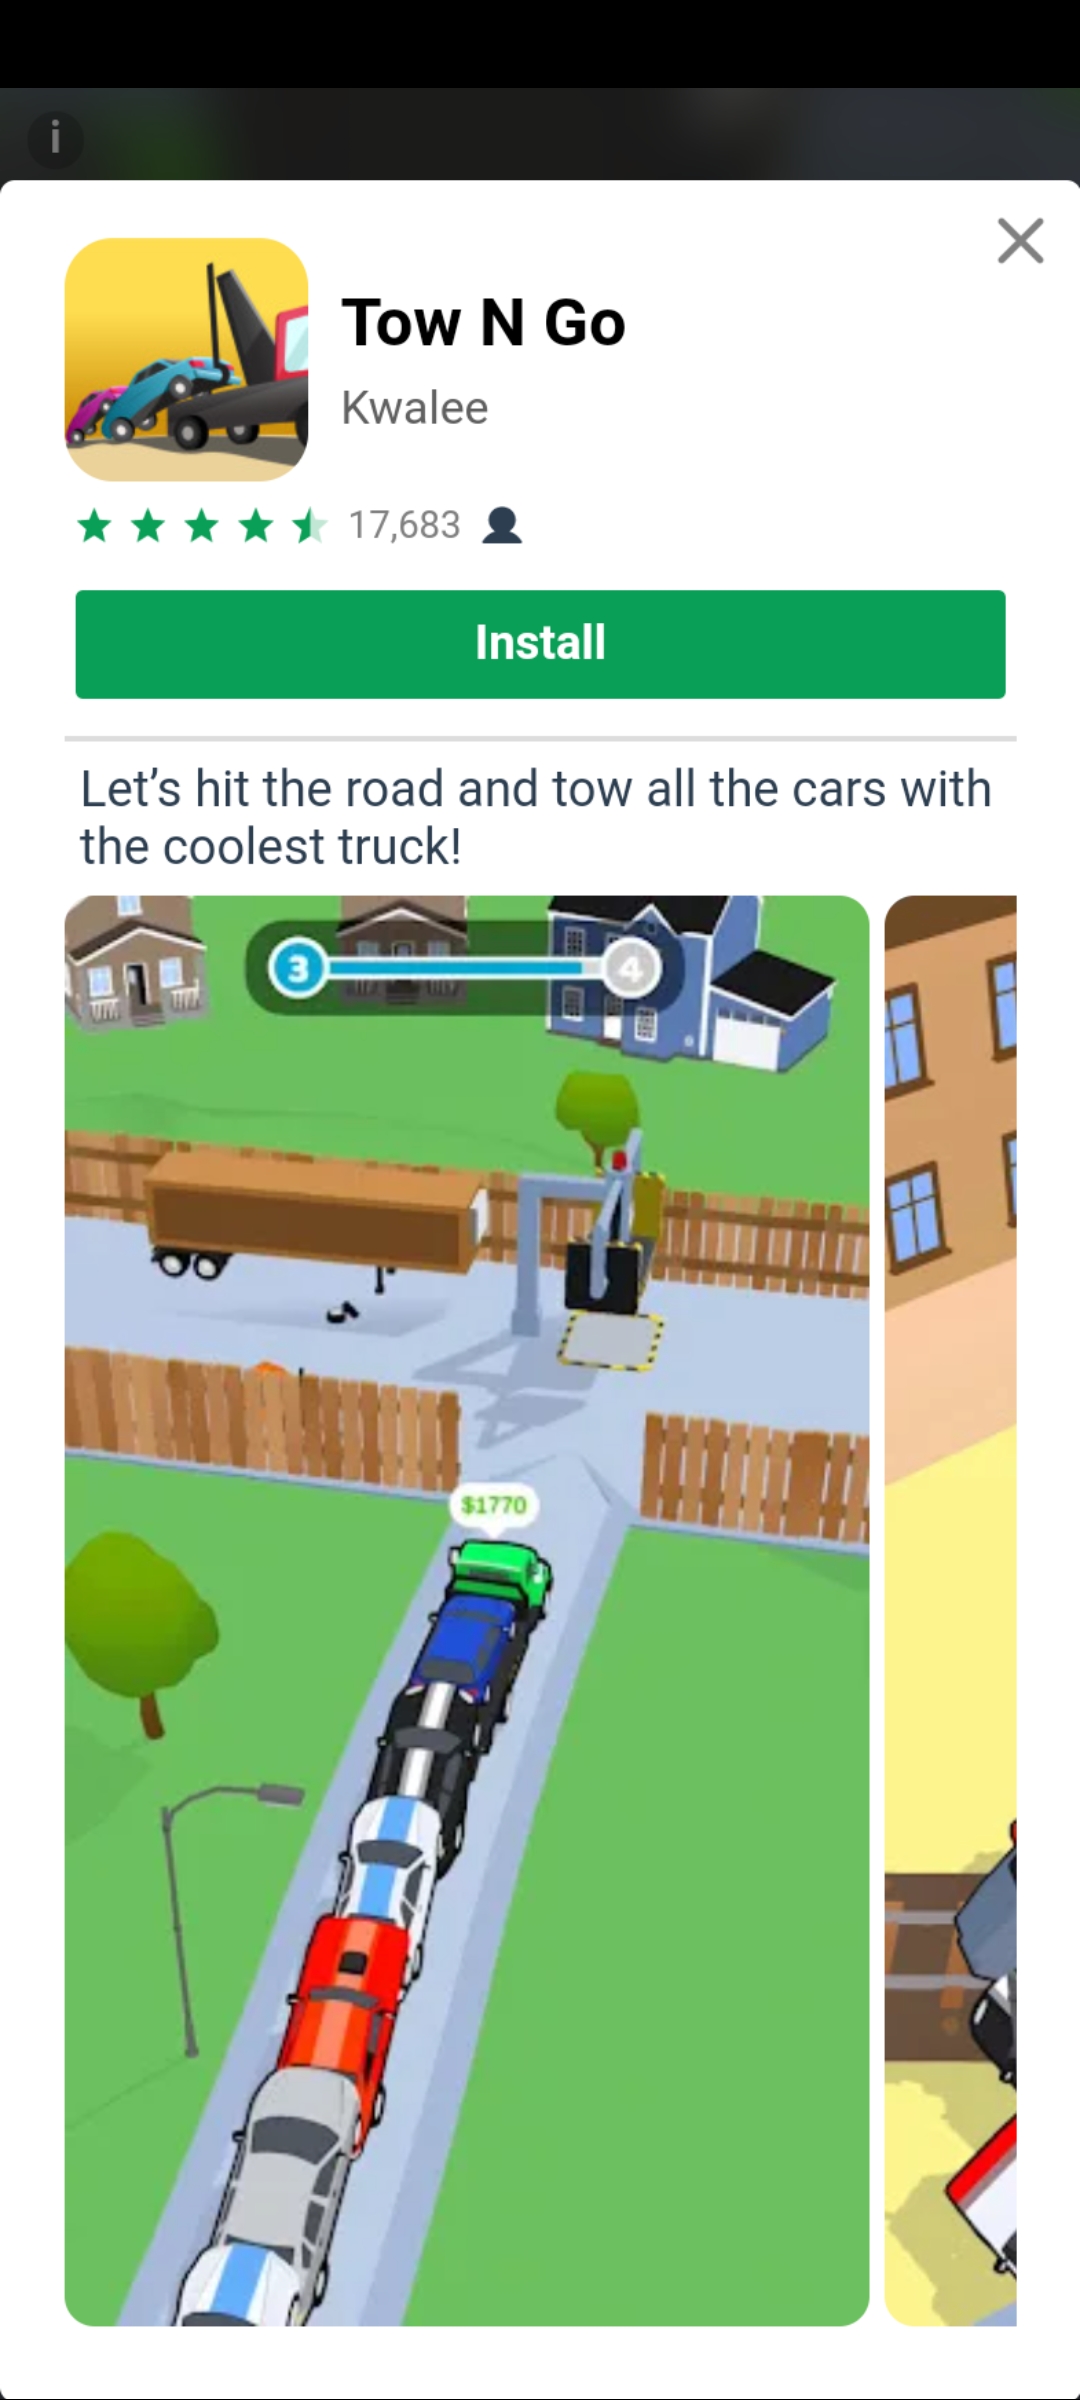 i
Tow N Go
Kwalee
17,683
Install
Let’s hit the road and tow all the cars with
the coolest truck!
3
4
$1770